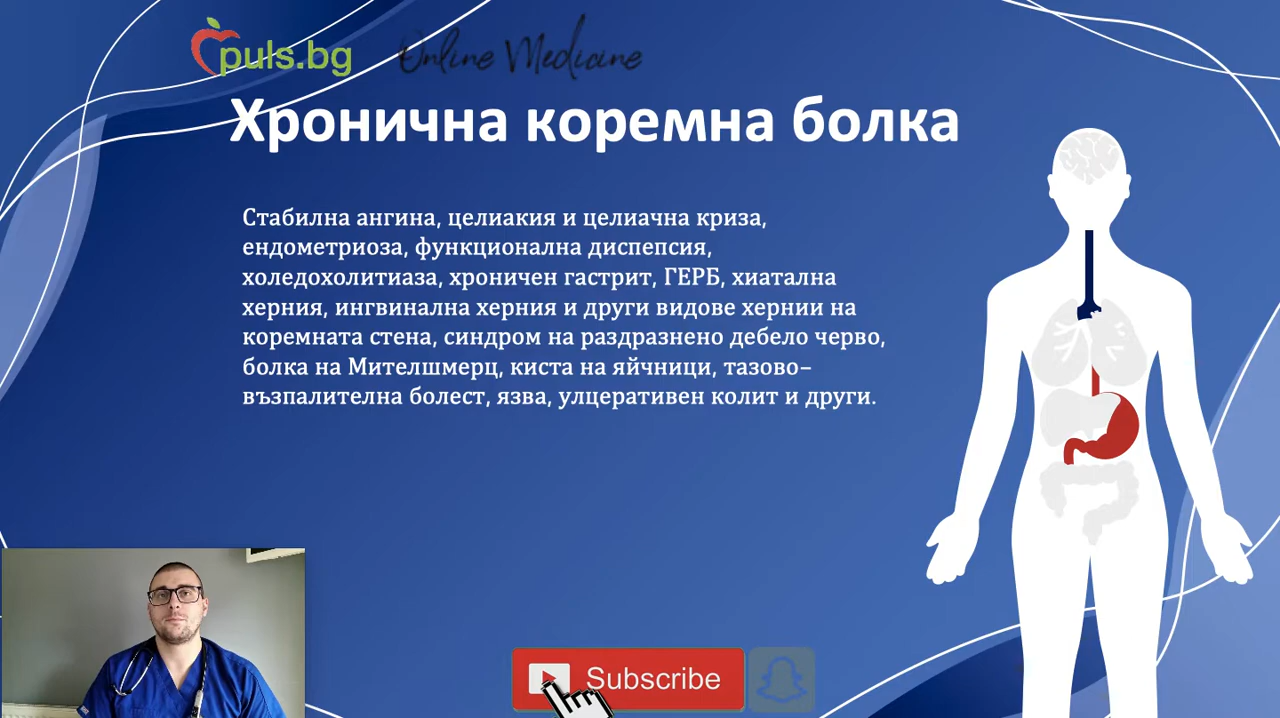 puls.bg
Online Medicine
Хронична коремна болка
Стабилна ангина, целиакия и целиачна криза,
ендометриоза, функционална диспепсия,
холедохолитиаза, хроничен гастрит, ГЕРБ, хиатална
херния, ингвинална херния и други видове хернии на
коремната стена, синдром на раздразнено дебело черво,
болка на Мителшмерц, киста на яйчници, тазово–
възпалителна болест, язва, улцеративен колит и други.
Subscribe